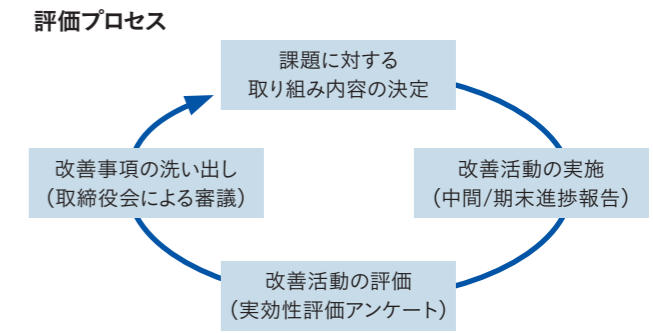 評価プロセス
課題に対する
取り組み内容の決定
改善事項の洗い出し
（取締役会による審議）
改善活動の実施
（中間/期末進捗報告）
改善活動の評価
（実効性評価アンケート）